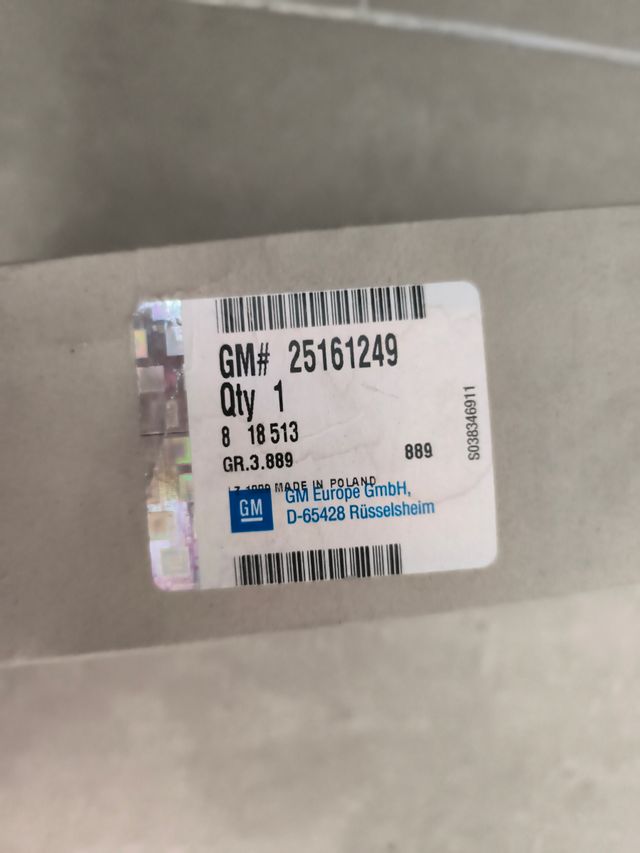 GM# 25161249
Qty 1
8 18 513
GR.3.889 889
MADE IN POLAND
GM
GM Europe GmbH,
D-65428 Rüsselsheim
S038346911